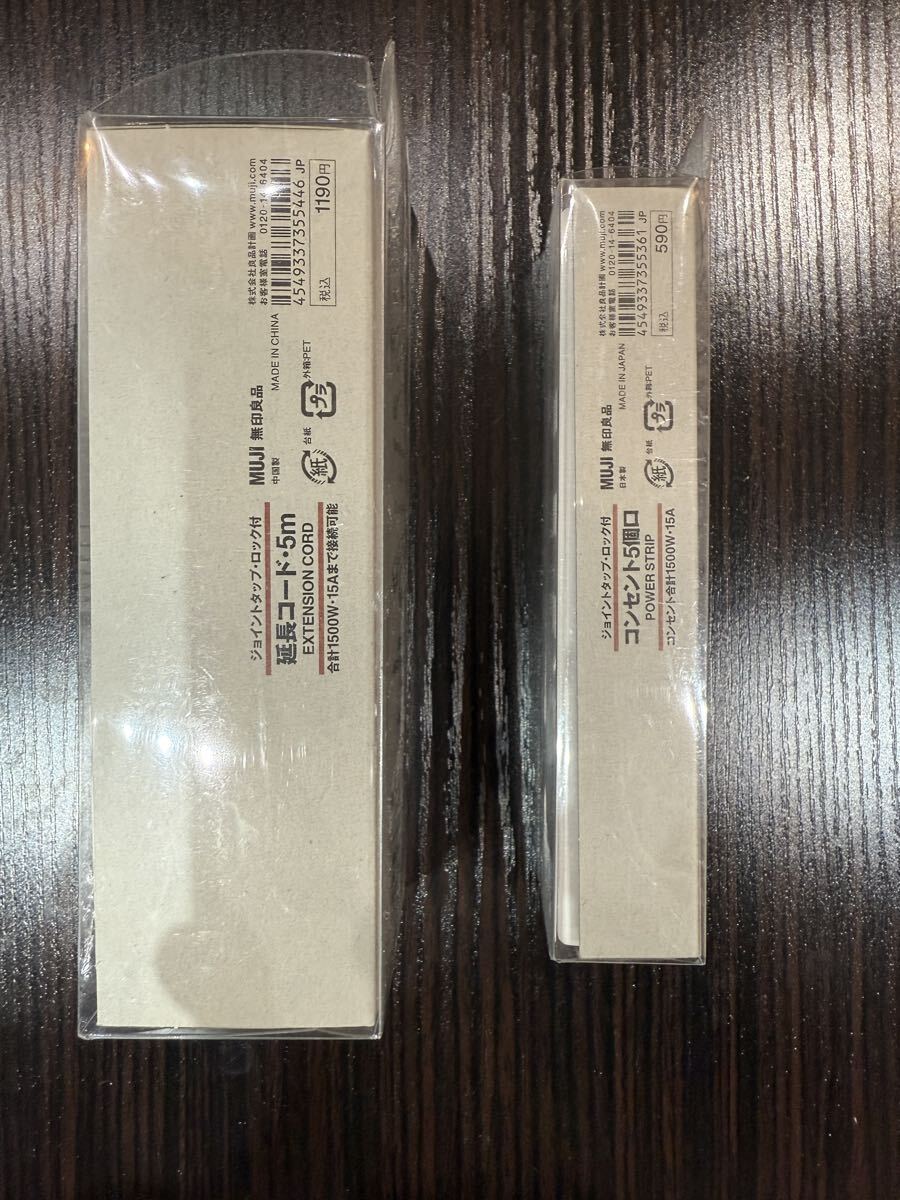 ジョイントタップ・ロック付
延長コード・5m
EXTENSION CORD
合計1500W・15Aまで接続可能
MUJI 無印良品
中国製 MADE IN CHINA
紙 台紙
プラ 外箱:PET
株式会社良品計画 www.muji.com
お客様室電話 0120-14-6404
4549337355446 JP
税込 1190円
ジョイントタップ・ロック付
コンセント5個口
POWER STRIP
コンセント合計1500W・15A
MUJI 無印良品
日本製 MADE IN JAPAN
紙 台紙
プラ 外箱:PET
株式会社良品計画 www.muji.com
お客様室電話 0120-14-6404
4549337355361 JP
税込 590円